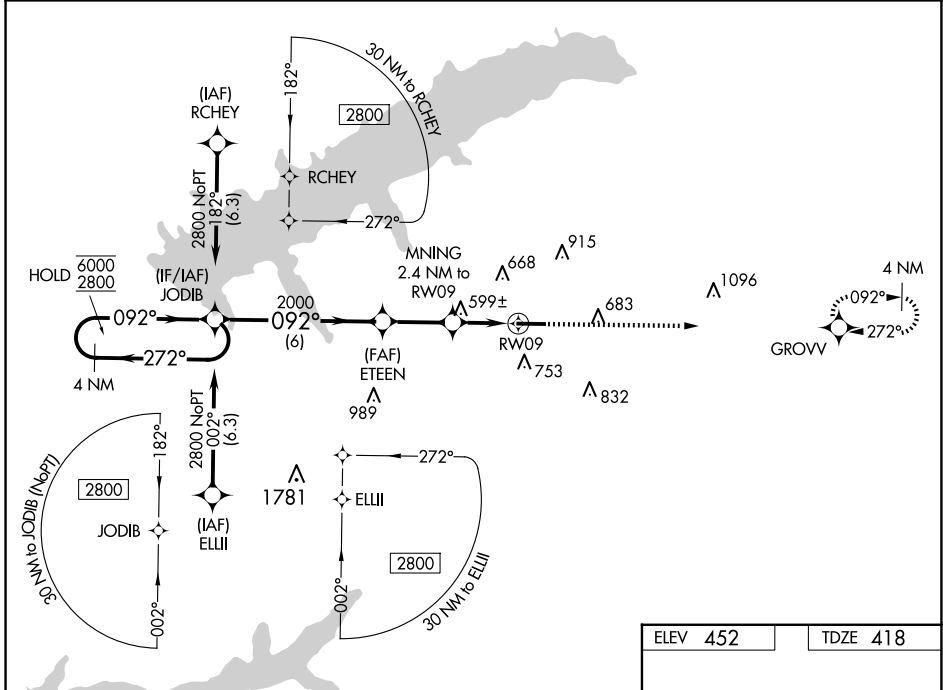 (IAF)
RCHEY
182°
30 NM to RCHEY
2800
RCHEY
272°
2800 NoPT
182°
(6.3)
HOLD 6000
2800
(IF/IAF)
JODIB
092°
272°
4 NM
2000
092°
(6)
(FAF)
ETEEN
989
MNING
2.4 NM to
RW09
599±
668
915
683
1096
RW09
753
832
4 NM
092°
272°
GROVV
2800 NoPT
002°
(6.3)
(IAF)
ELLII
1781
30 NM to JODIB (NoPT)
182°
2800
JODIB
002°
272°
ELLII
2800
002°
30 NM to ELLII
ELEV 452
TDZE 418